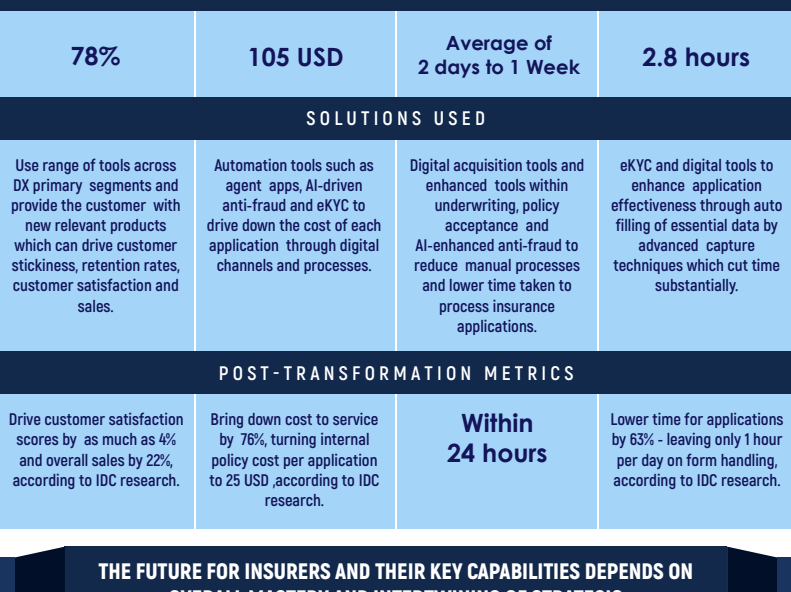 78%
105 USD
Average of
2 days to 1 Week
2.8 hours
SOLUTIONS USED
Use range of tools across
DX primary segments and
provide the customer with
new relevant products
which can drive customer
stickiness, retention rates,
customer satisfaction and
sales.
Automation tools such as
agent apps, AI-driven
anti-fraud and eKYC to
drive down the cost of each
application through digital
channels and processes.
Digital acquisition tools and
enhanced tools within
underwriting, policy
acceptance and
AI-enhanced anti-fraud to
reduce manual processes
and lower time taken to
process insurance
applications.
eKYC and digital tools to
enhance application
effectiveness through auto
filling of essential data by
advanced capture
techniques which cut time
substantially.
POST-TRANSFORMATION METRICS
Drive customer satisfaction
scores by as much as 4%
and overall sales by 22%,
according to IDC research.
Bring down cost to service
by 76%, turning internal
policy cost per application
to 25 USD ,according to IDC
research.
Within
24 hours
Lower time for applications
by 63% - leaving only 1 hour
per day on form handling,
according to IDC research.
THE FUTURE FOR INSURERS AND THEIR KEY CAPABILITIES DEPENDS ON
OVERALL MASTERY AND INTERTWINING OF STRATEGIC